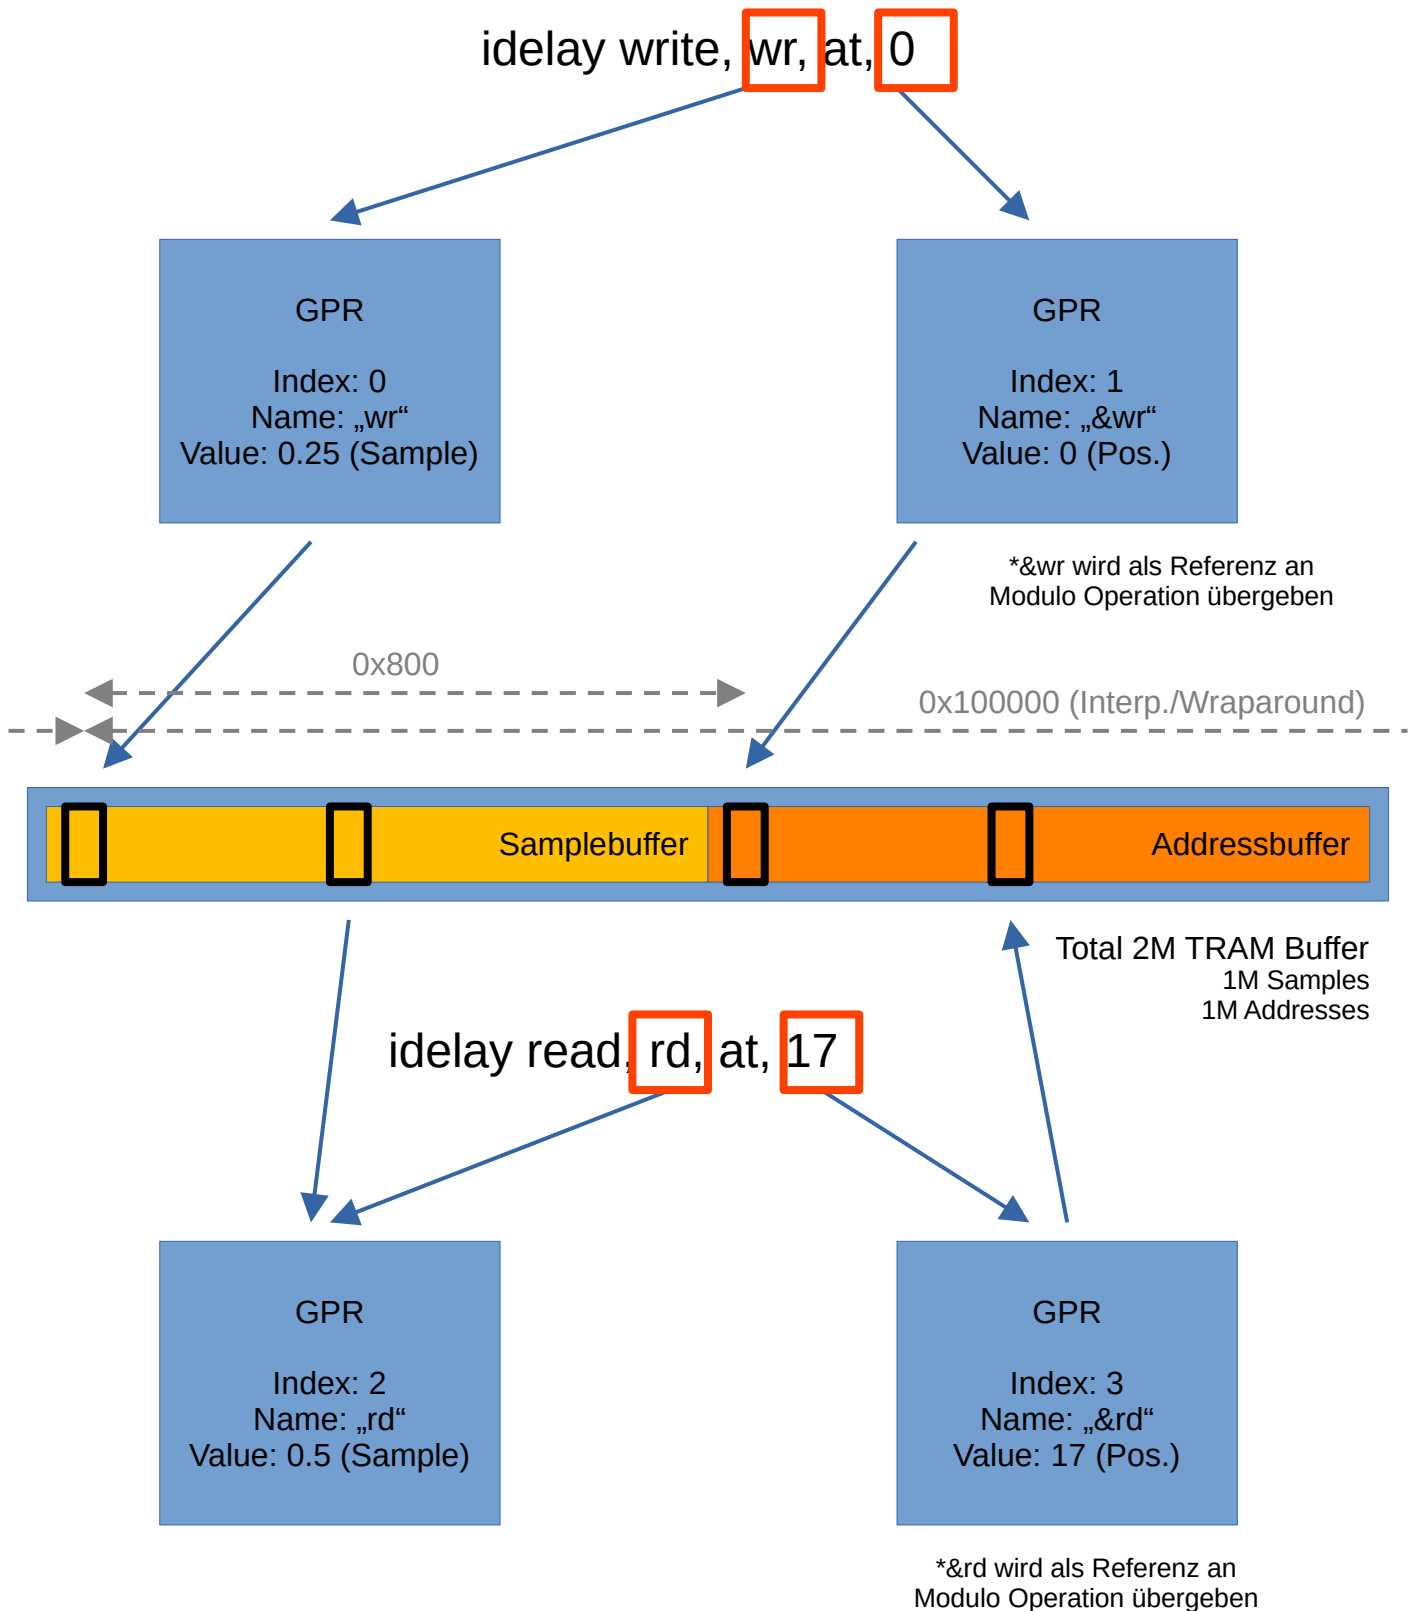 idelay write, wr, at, 0
GPR
Index: 0
Name: „wr“
Value: 0.25 (Sample)
GPR
Index: 1
Name: „&wr“
Value: 0 (Pos.)
*&wr wird als Referenz an
Modulo Operation übergeben
0x800
0x100000 (Interp./Wraparound)
Samplebuffer
Addressbuffer
Total 2M TRAM Buffer
1M Samples
1M Addresses
idelay read, rd, at, 17
GPR
Index: 2
Name: „rd“
Value: 0.5 (Sample)
GPR
Index: 3
Name: „&rd“
Value: 17 (Pos.)
*&rd wird als Referenz an
Modulo Operation übergeben